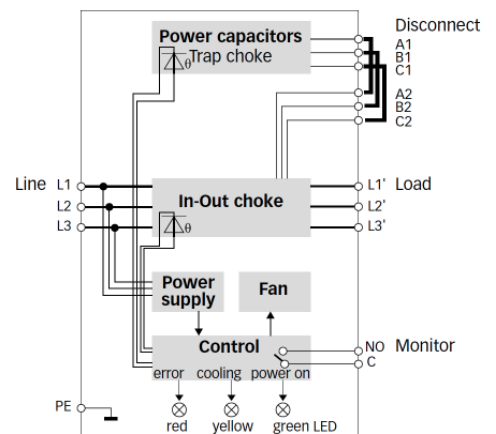 Disconnect
Power capacitors
Trap choke
θ
A1
B1
C1
A2
B2
C2
Line L1 L1' Load
L2 In-Out choke L2'
L3 L3'
θ
Power supply
Fan
Control
NO Monitor
C
error cooling power on
PE
red yellow green LED